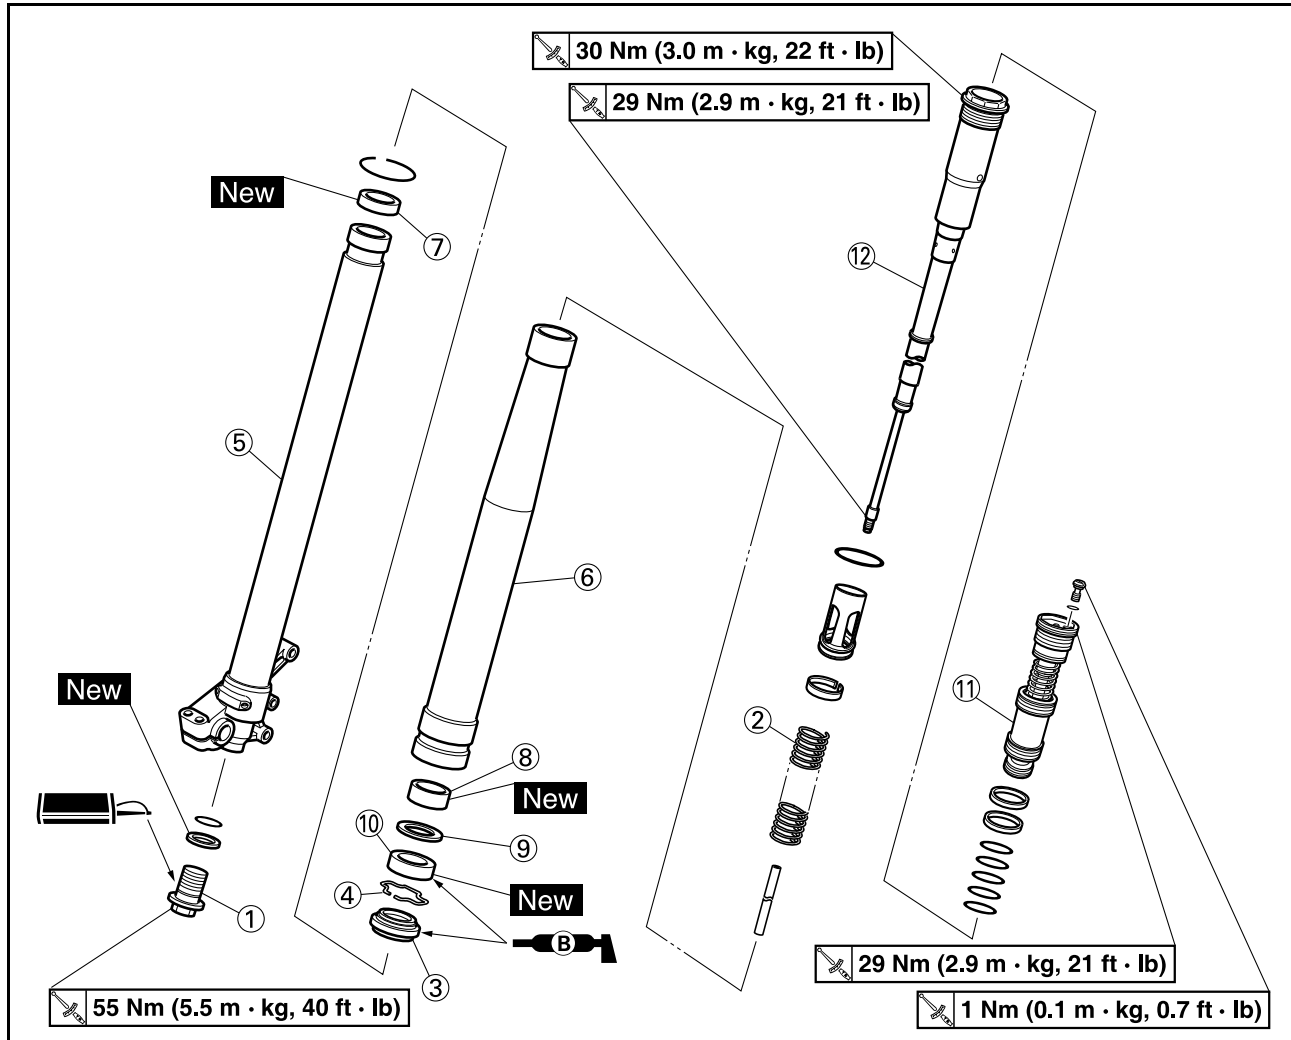 30 Nm (3.0 m · kg, 22 ft · lb)
29 Nm (2.9 m · kg, 21 ft · lb)
New
⑦
⑫
⑤
⑥
New
②
⑪
⑧
New
⑩
⑨
④
New
①
B
③
29 Nm (2.9 m · kg, 21 ft · lb)
55 Nm (5.5 m · kg, 40 ft · lb)
1 Nm (0.1 m · kg, 0.7 ft · lb)